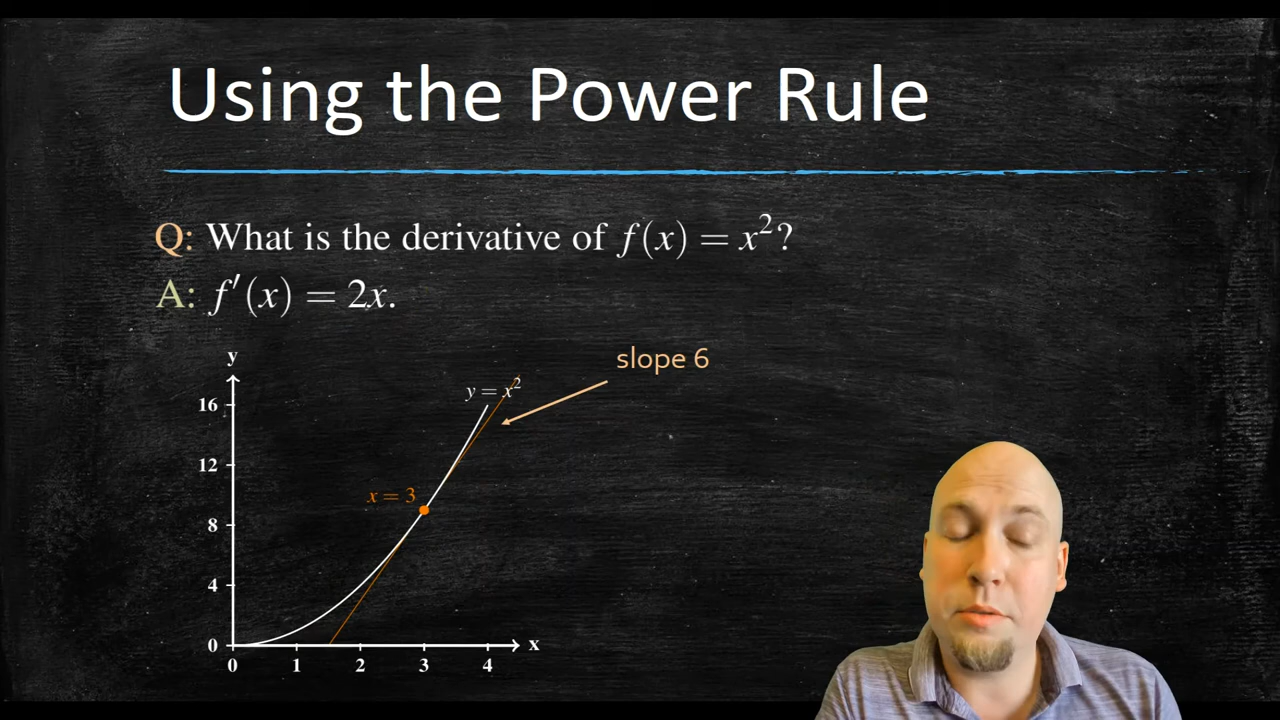 Using the Power Rule
Q: What is the derivative of f(x) = x²?
A: f′(x) = 2x.
slope 6
y
y = x²
16
12
x = 3
8
4
0
x
0 1 2 3 4